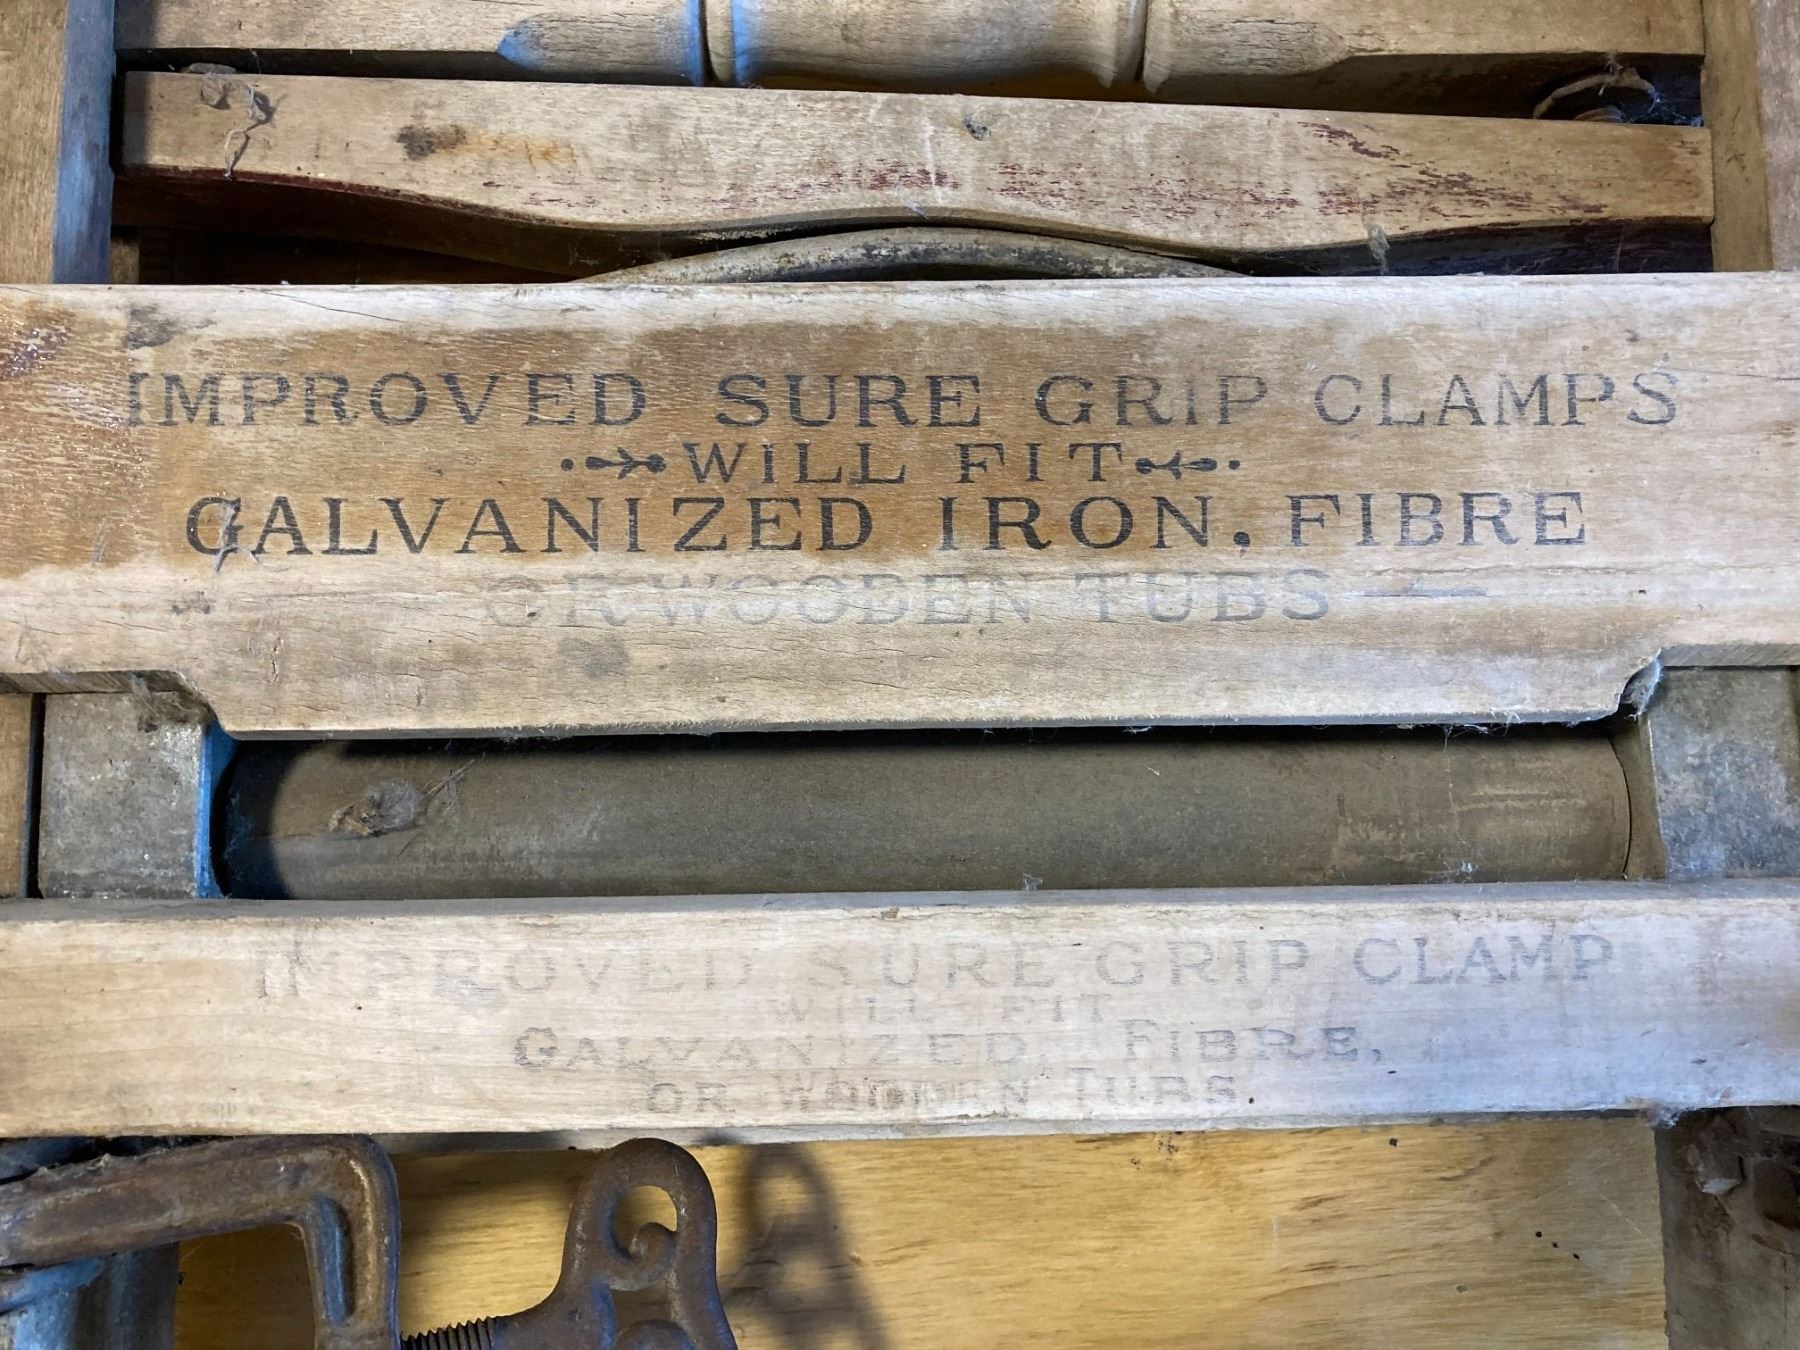 IMPROVED SURE GRIP CLAMPS
WILL FIT
GALVANIZED IRON, FIBRE
OR WOODEN TUBS
IMPROVED SURE GRIP CLAMP
WILL FIT
GALVANIZED, FIBRE,
OR WOODEN TUBS